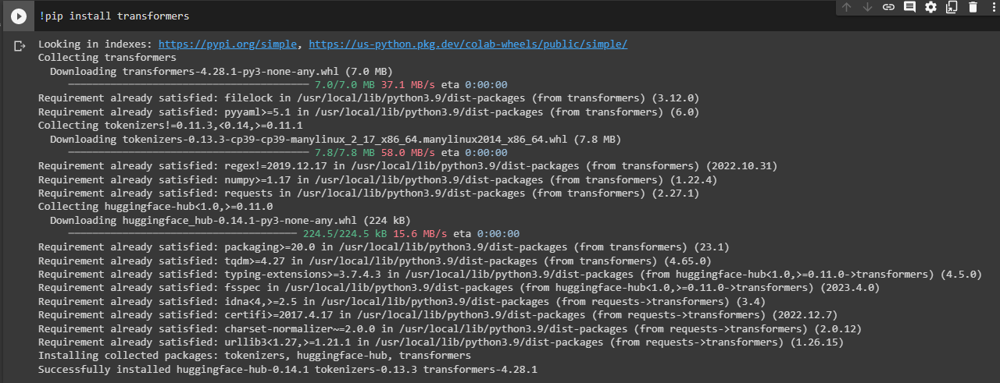 !pip install transformers
Looking in indexes: https://pypi.org/simple, https://us-python.pkg.dev/colab-wheels/public/simple/
Collecting transformers
Downloading transformers-4.28.1-py3-none-any.whl (7.0 MB)
7.0/7.0 MB 37.1 MB/s eta 0:00:00
Requirement already satisfied: filelock in /usr/local/lib/python3.9/dist-packages (from transformers) (3.12.0)
Requirement already satisfied: pyyaml>=5.1 in /usr/local/lib/python3.9/dist-packages (from transformers) (6.0)
Collecting tokenizers!=0.11.3,<0.14,>=0.11.1
Downloading tokenizers-0.13.3-cp39-cp39-manylinux_2_17_x86_64.manylinux2014_x86_64.whl (7.8 MB)
7.8/7.8 MB 58.0 MB/s eta 0:00:00
Requirement already satisfied: regex!=2019.12.17 in /usr/local/lib/python3.9/dist-packages (from transformers) (2022.10.31)
Requirement already satisfied: numpy>=1.17 in /usr/local/lib/python3.9/dist-packages (from transformers) (1.22.4)
Requirement already satisfied: requests in /usr/local/lib/python3.9/dist-packages (from transformers) (2.27.1)
Collecting huggingface-hub<1.0,>=0.11.0
Downloading huggingface_hub-0.14.1-py3-none-any.whl (224 kB)
224.5/224.5 kB 15.6 MB/s eta 0:00:00
Requirement already satisfied: packaging>=20.0 in /usr/local/lib/python3.9/dist-packages (from transformers) (23.1)
Requirement already satisfied: tqdm>=4.27 in /usr/local/lib/python3.9/dist-packages (from transformers) (4.65.0)
Requirement already satisfied: typing-extensions>=3.7.4.3 in /usr/local/lib/python3.9/dist-packages (from huggingface-hub<1.0,>=0.11.0->transformers) (4.5.0)
Requirement already satisfied: fsspec in /usr/local/lib/python3.9/dist-packages (from huggingface-hub<1.0,>=0.11.0->transformers) (2023.4.0)
Requirement already satisfied: idna<4,>=2.5 in /usr/local/lib/python3.9/dist-packages (from requests->transformers) (3.4)
Requirement already satisfied: certifi>=2017.4.17 in /usr/local/lib/python3.9/dist-packages (from requests->transformers) (2022.12.7)
Requirement already satisfied: charset-normalizer~=2.0.0 in /usr/local/lib/python3.9/dist-packages (from requests->transformers) (2.0.12)
Requirement already satisfied: urllib3<1.27,>=1.21.1 in /usr/local/lib/python3.9/dist-packages (from requests->transformers) (1.26.15)
Installing collected packages: tokenizers, huggingface-hub, transformers
Successfully installed huggingface-hub-0.14.1 tokenizers-0.13.3 transformers-4.28.1